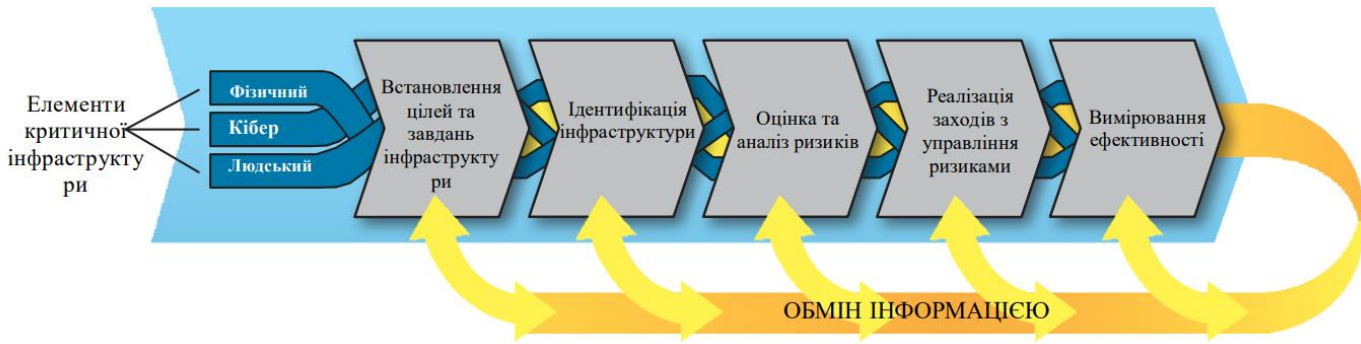 Елементи
критичної
інфраструкту
ри
Фізичний
Кібер
Людський
Встановлення
цілей та
завдань
інфраструкту
ри
Ідентифікація
інфраструктури
Оцінка та
аналіз ризиків
Реалізація
заходів з
управління
ризиками
Вимірювання
ефективності
ОБМІН ІНФОРМАЦІЄЮ